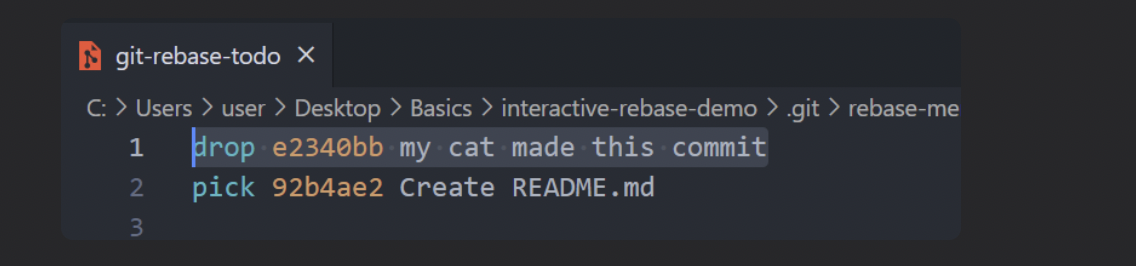 git-rebase-todo ×
C: > Users > user > Desktop > Basics > interactive-rebase-demo > .git > rebase-me
1 drop e2340bb my cat made this commit
2 pick 92b4ae2 Create README.md
3